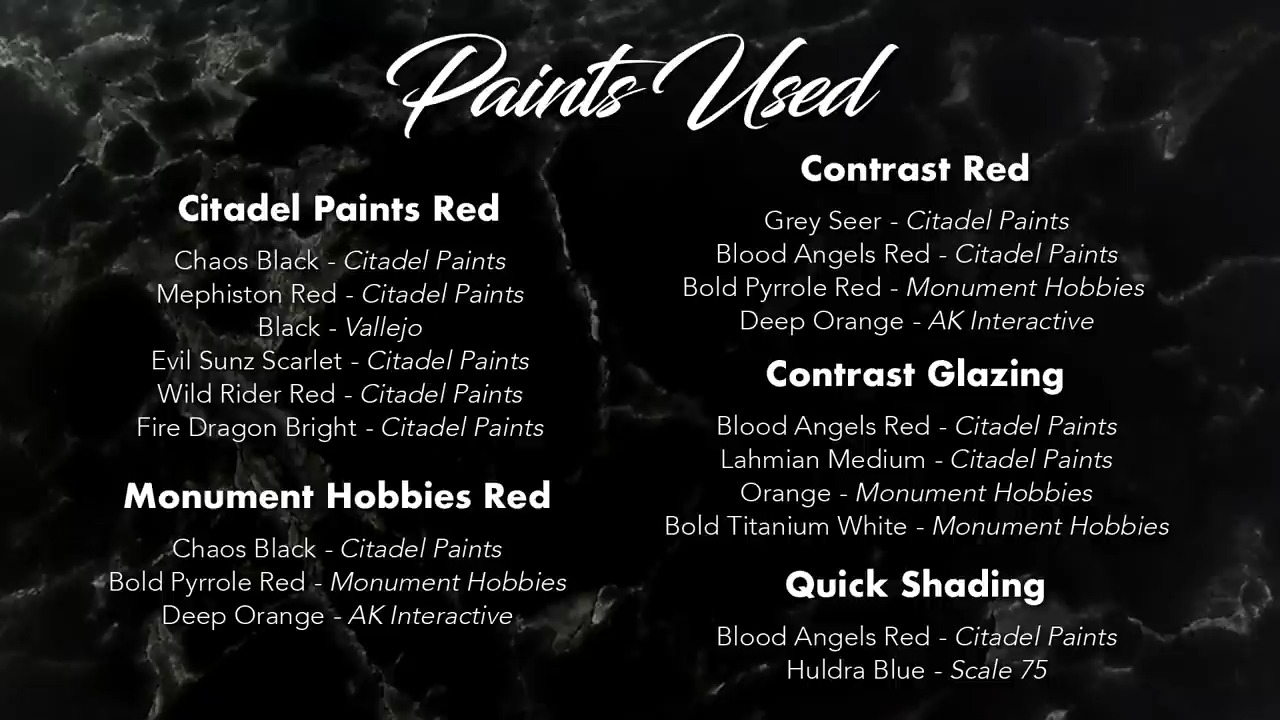 Paints Used
Citadel Paints Red
Chaos Black - Citadel Paints
Mephiston Red - Citadel Paints
Black - Vallejo
Evil Sunz Scarlet - Citadel Paints
Wild Rider Red - Citadel Paints
Fire Dragon Bright - Citadel Paints
Monument Hobbies Red
Chaos Black - Citadel Paints
Bold Pyrrole Red - Monument Hobbies
Deep Orange - AK Interactive
Contrast Red
Grey Seer - Citadel Paints
Blood Angels Red - Citadel Paints
Bold Pyrrole Red - Monument Hobbies
Deep Orange - AK Interactive
Contrast Glazing
Blood Angels Red - Citadel Paints
Lahmian Medium - Citadel Paints
Orange - Monument Hobbies
Bold Titanium White - Monument Hobbies
Quick Shading
Blood Angels Red - Citadel Paints
Huldra Blue - Scale 75